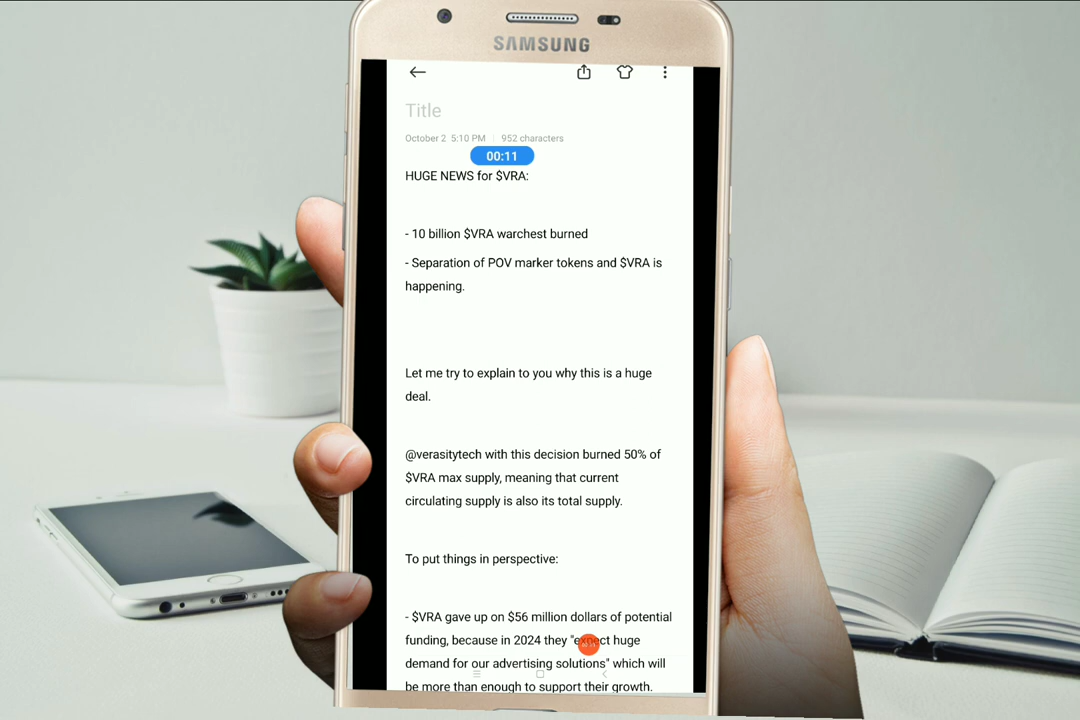 SAMSUNG
Title
October 2 5:10 PM | 952 characters
00:11
HUGE NEWS for $VRA:
- 10 billion $VRA warchest burned
- Separation of POV marker tokens and $VRA is
happening.
Let me try to explain to you why this is a huge
deal.
@verasitytech with this decision burned 50% of
$VRA max supply, meaning that current
circulating supply is also its total supply.
To put things in perspective:
- $VRA gave up on $56 million dollars of potential
funding, because in 2024 they "expect huge
demand for our advertising solutions" which will
be more than enough to support their growth.